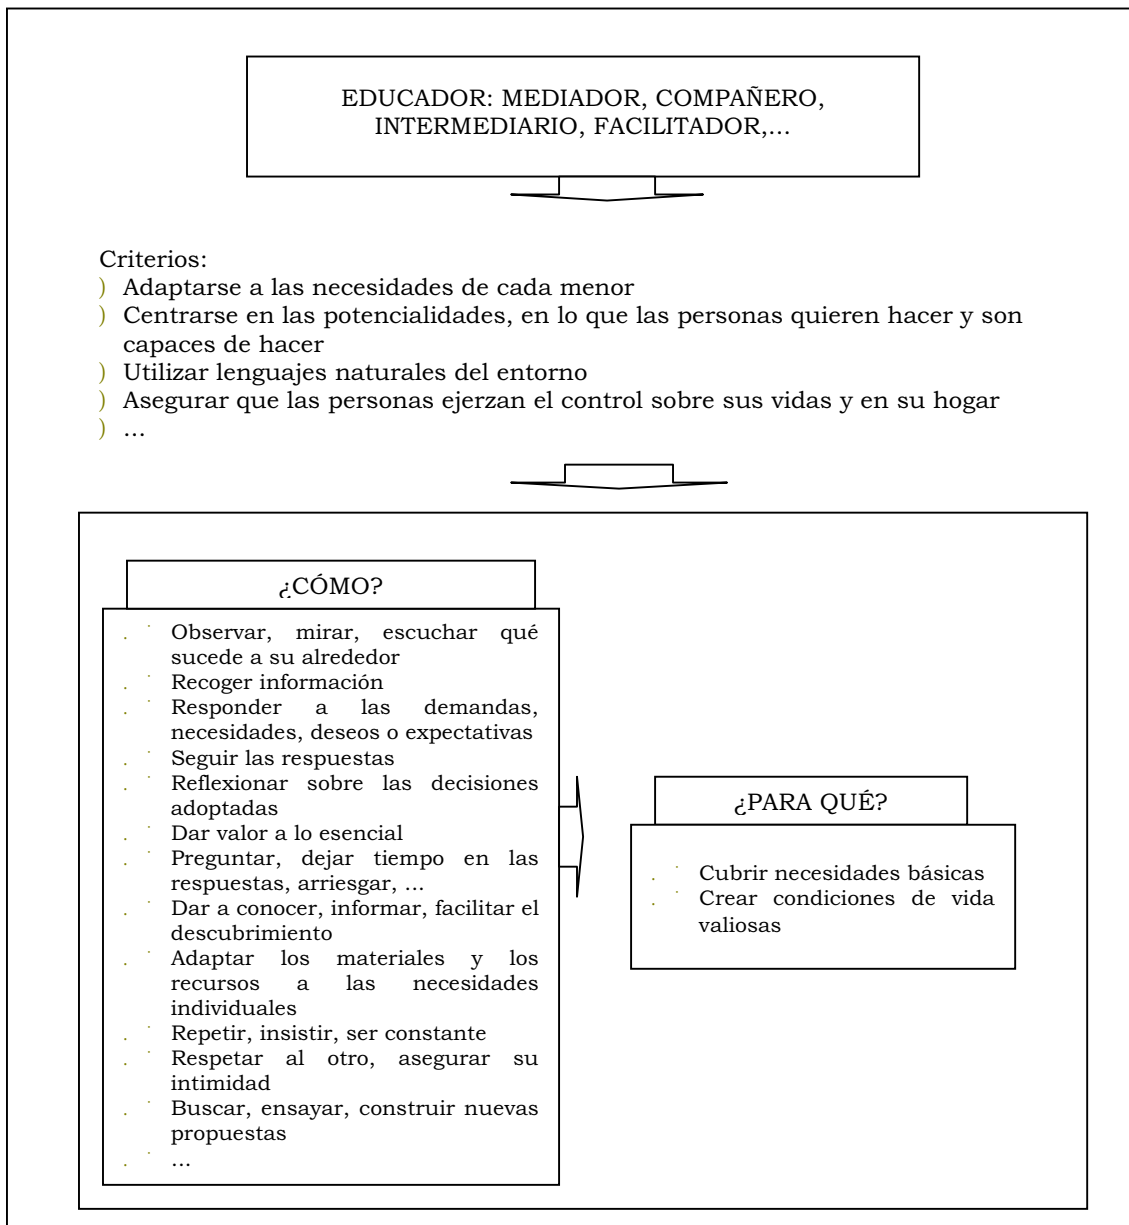 EDUCADOR: MEDIADOR, COMPAÑERO,
INTERMEDIARIO, FACILITADOR,...
Criterios:
) Adaptarse a las necesidades de cada menor
) Centrarse en las potencialidades, en lo que las personas quieren hacer y son
capaces de hacer
) Utilizar lenguajes naturales del entorno
) Asegurar que las personas ejerzan el control sobre sus vidas y en su hogar
) ...
¿CÓMO?
Observar, mirar, escuchar qué
sucede a su alrededor
Recoger información
Responder a las demandas,
necesidades, deseos o expectativas
Seguir las respuestas
Reflexionar sobre las decisiones
adoptadas
Dar valor a lo esencial
Preguntar, dejar tiempo en las
respuestas, arriesgar, ...
Dar a conocer, informar, facilitar el
descubrimiento
Adaptar los materiales y los
recursos a las necesidades
individuales
Repetir, insistir, ser constante
Respetar al otro, asegurar su
intimidad
Buscar, ensayar, construir nuevas
propuestas
...
¿PARA QUÉ?
Cubrir necesidades básicas
Crear condiciones de vida
valiosas